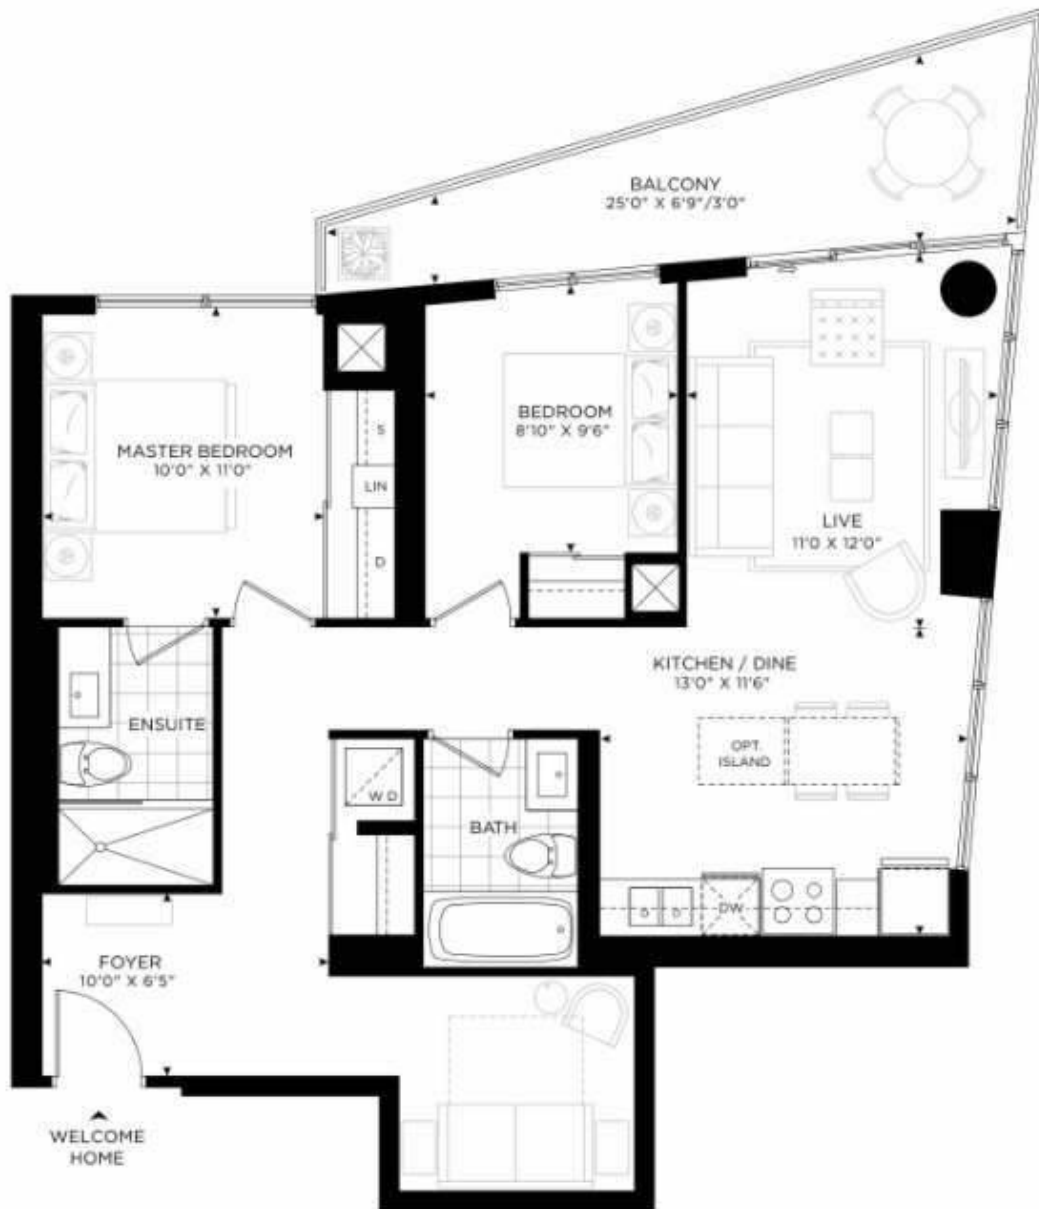 BALCONY
25'0" X 6'9"/3'0"
MASTER BEDROOM
10'0" X 11'0"
S
LIN
D
BEDROOM
8'10" X 9'6"
LIVE
11'0 X 12'0"
KITCHEN / DINE
13'0" X 11'6"
OPT.
ISLAND
ENSUITE
W D
BATH
DW
FOYER
10'0" X 6'5"
WELCOME
HOME